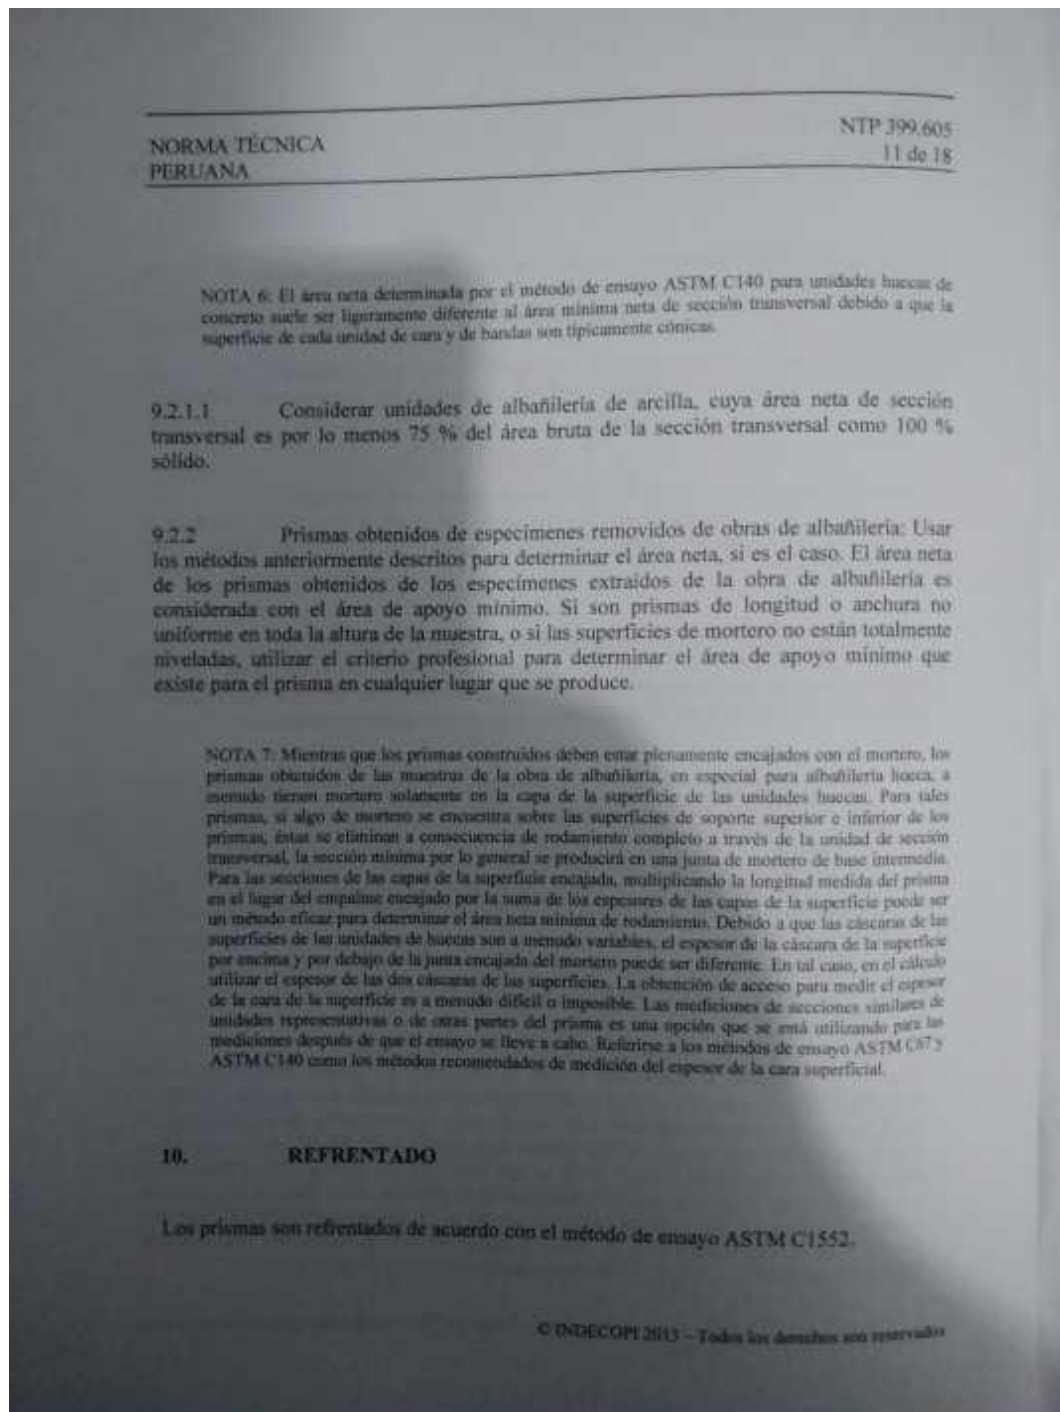 NORMA TÉCNICA
PERUANA
NTP 399.605
11 de 18
NOTA 6: El área neta determinada por el método de ensayo ASTM C140 para unidades huecas de
concreto suele ser ligeramente diferente al área mínima neta de sección transversal debido a que la
superficie de cada unidad de cara y de bandas son típicamente cónicas.
9.2.1.1 Considerar unidades de albañilería de arcilla, cuya área neta de sección
transversal es por lo menos 75 % del área bruta de la sección transversal como 100 %
sólido.
9.2.2 Prismas obtenidos de especímenes removidos de obras de albañilería: Usar
los métodos anteriormente descritos para determinar el área neta, si es el caso. El área neta
de los prismas obtenidos de los especímenes extraídos de la obra de albañilería es
considerada con el área de apoyo mínimo. Si son prismas de longitud o anchura no
uniforme en toda la altura de la muestra, o si las superficies de mortero no están totalmente
niveladas, utilizar el criterio profesional para determinar el área de apoyo mínimo que
existe para el prisma en cualquier lugar que se produce.
NOTA 7: Mientras que los prismas construidos deben estar plenamente encajados con el mortero, los
prismas obtenidos de las muestras de la obra de albañilería, en especial para albañilería hueca, a
menudo tienen mortero solamente en la capa de la superficie de las unidades huecas. Para tales
prismas, si algo de mortero se encuentra sobre las superficies de soporte superior e inferior de los
prismas, éstas se eliminan a consecuencia de rodamiento completo a través de la unidad de sección
transversal, la sección mínima por lo general se producirá en una junta de mortero de base intermedia.
Para las secciones de las capas de la superficie encajada, multiplicando la longitud medida del prisma
en el lugar del empalme encajado por la suma de los espesores de las capas de la superficie puede ser
un método eficaz para determinar el área neta mínima de rodamiento. Debido a que las cáscaras de las
superficies de las unidades de huecas son a menudo variables, el espesor de la cáscara de la superficie
por encima y por debajo de la junta encajada del mortero puede ser diferente. En tal caso, en el cálculo
utilizar el espesor de las dos cáscaras de las superficies. La obtención de acceso para medir el espesor
de la cara de la superficie es a menudo difícil o imposible. Las mediciones de secciones similares de
unidades representativas o de otras partes del prisma es una opción que se está utilizando para las
mediciones después de que el ensayo se lleve a cabo. Referirse a los métodos de ensayo ASTM C67 y
ASTM C140 como los métodos recomendados de medición del espesor de la cara superficial.
10. REFRENTADO
Los prismas son refrentados de acuerdo con el método de ensayo ASTM C1552.
© INDECOPI 2013 – Todos los derechos son reservados